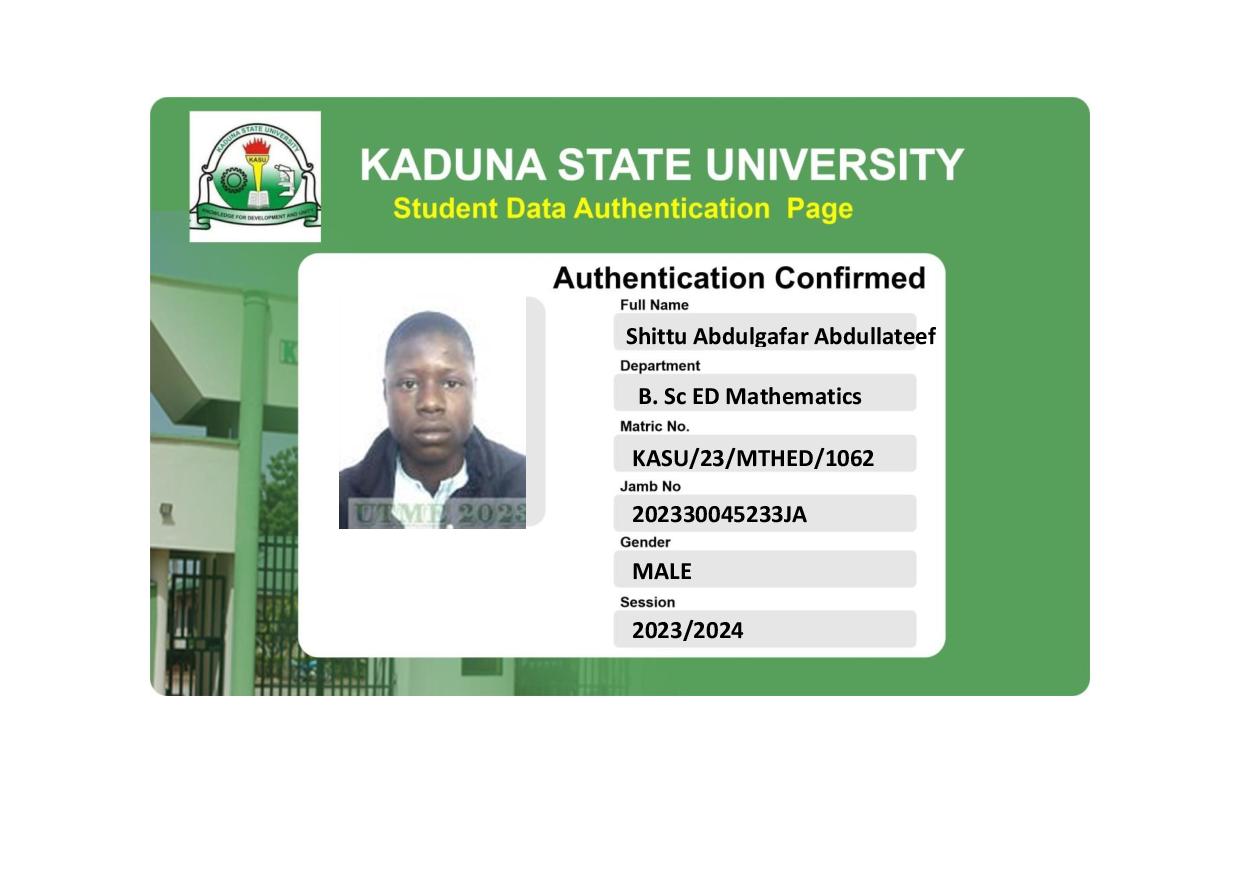 KADUNA STATE UNIVERSITY
KASU
KNOWLEDGE FOR DEVELOPMENT AND UNITY
KADUNA STATE UNIVERSITY
Student Data Authentication Page
Authentication Confirmed
Full Name
Shittu Abdulgafar Abdullateef
Department
B. Sc ED Mathematics
Matric No.
KASU/23/MTHED/1062
Jamb No
202330045233JA
Gender
MALE
Session
2023/2024
UTME 2023
K